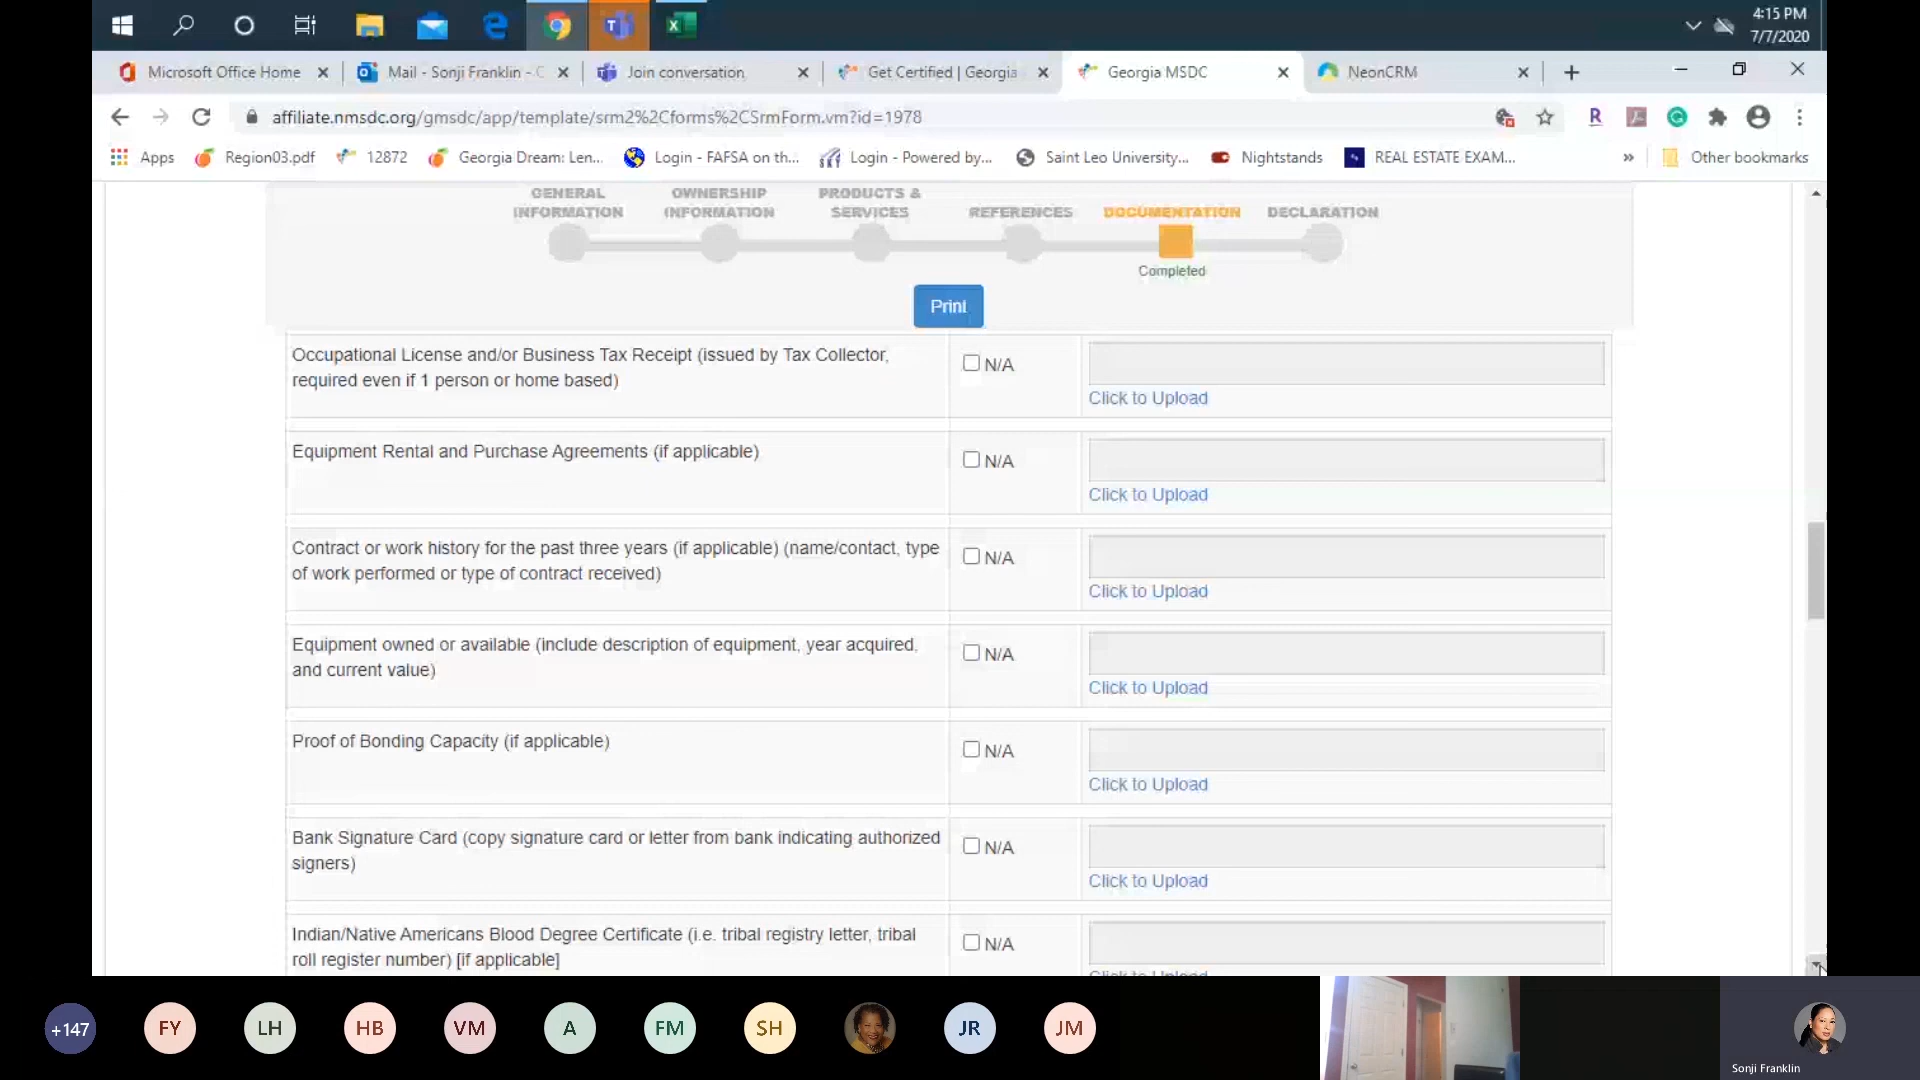 4:15 PM
7/7/2020
Microsoft Office Home
Mail - Sonji Franklin - C
Join conversation
Get Certified | Georgia
Georgia MSDC
NeonCRM
affiliate.nmsdc.org/gmsdc/app/template/srm2%2Cforms%2CSrmForm.vm?id=1978
Apps
Region03.pdf
12872
Georgia Dream: Len...
Login - FAFSA on th...
Login - Powered by...
Saint Leo University...
Nightstands
REAL ESTATE EXAM...
»
Other bookmarks
GENERAL INFORMATION
OWNERSHIP INFORMATION
PRODUCTS & SERVICES
REFERENCES
DOCUMENTATION
DECLARATION
Completed
Print
Occupational License and/or Business Tax Receipt (issued by Tax Collector,
required even if 1 person or home based)
N/A
Click to Upload
Equipment Rental and Purchase Agreements (if applicable)
N/A
Click to Upload
Contract or work history for the past three years (if applicable) (name/contact, type
of work performed or type of contract received)
N/A
Click to Upload
Equipment owned or available (include description of equipment, year acquired,
and current value)
N/A
Click to Upload
Proof of Bonding Capacity (if applicable)
N/A
Click to Upload
Bank Signature Card (copy signature card or letter from bank indicating authorized
signers)
N/A
Click to Upload
Indian/Native Americans Blood Degree Certificate (i.e. tribal registry letter, tribal
roll register number) [if applicable]
N/A
Click to Upload
+147
FY
LH
HB
VM
A
FM
SH
JR
JM
Sonji Franklin